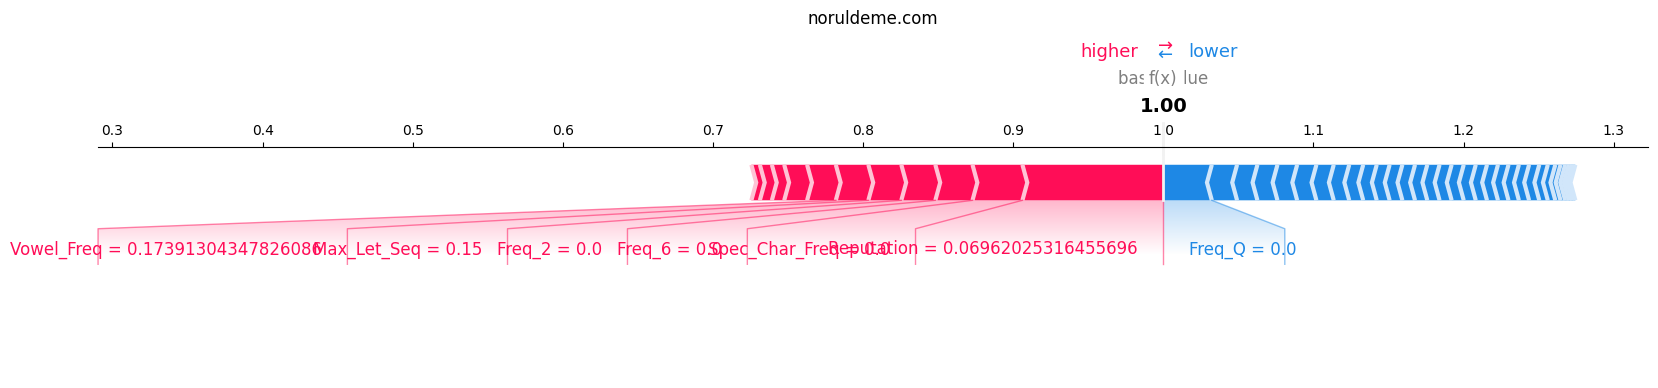 noruldeme.com
higher ⇄ lower
bas f(x) lue
1.00
0.3 0.4 0.5 0.6 0.7 0.8 0.9 1.0 1.1 1.2 1.3
Vowel_Freq = 0.17391304347826086 Max_Let_Seq = 0.15 Freq_2 = 0.0 Freq_6 = 0.0 Spec_Char_Freq = 0.0 Reputation = 0.06962025316455696 Freq_Q = 0.0